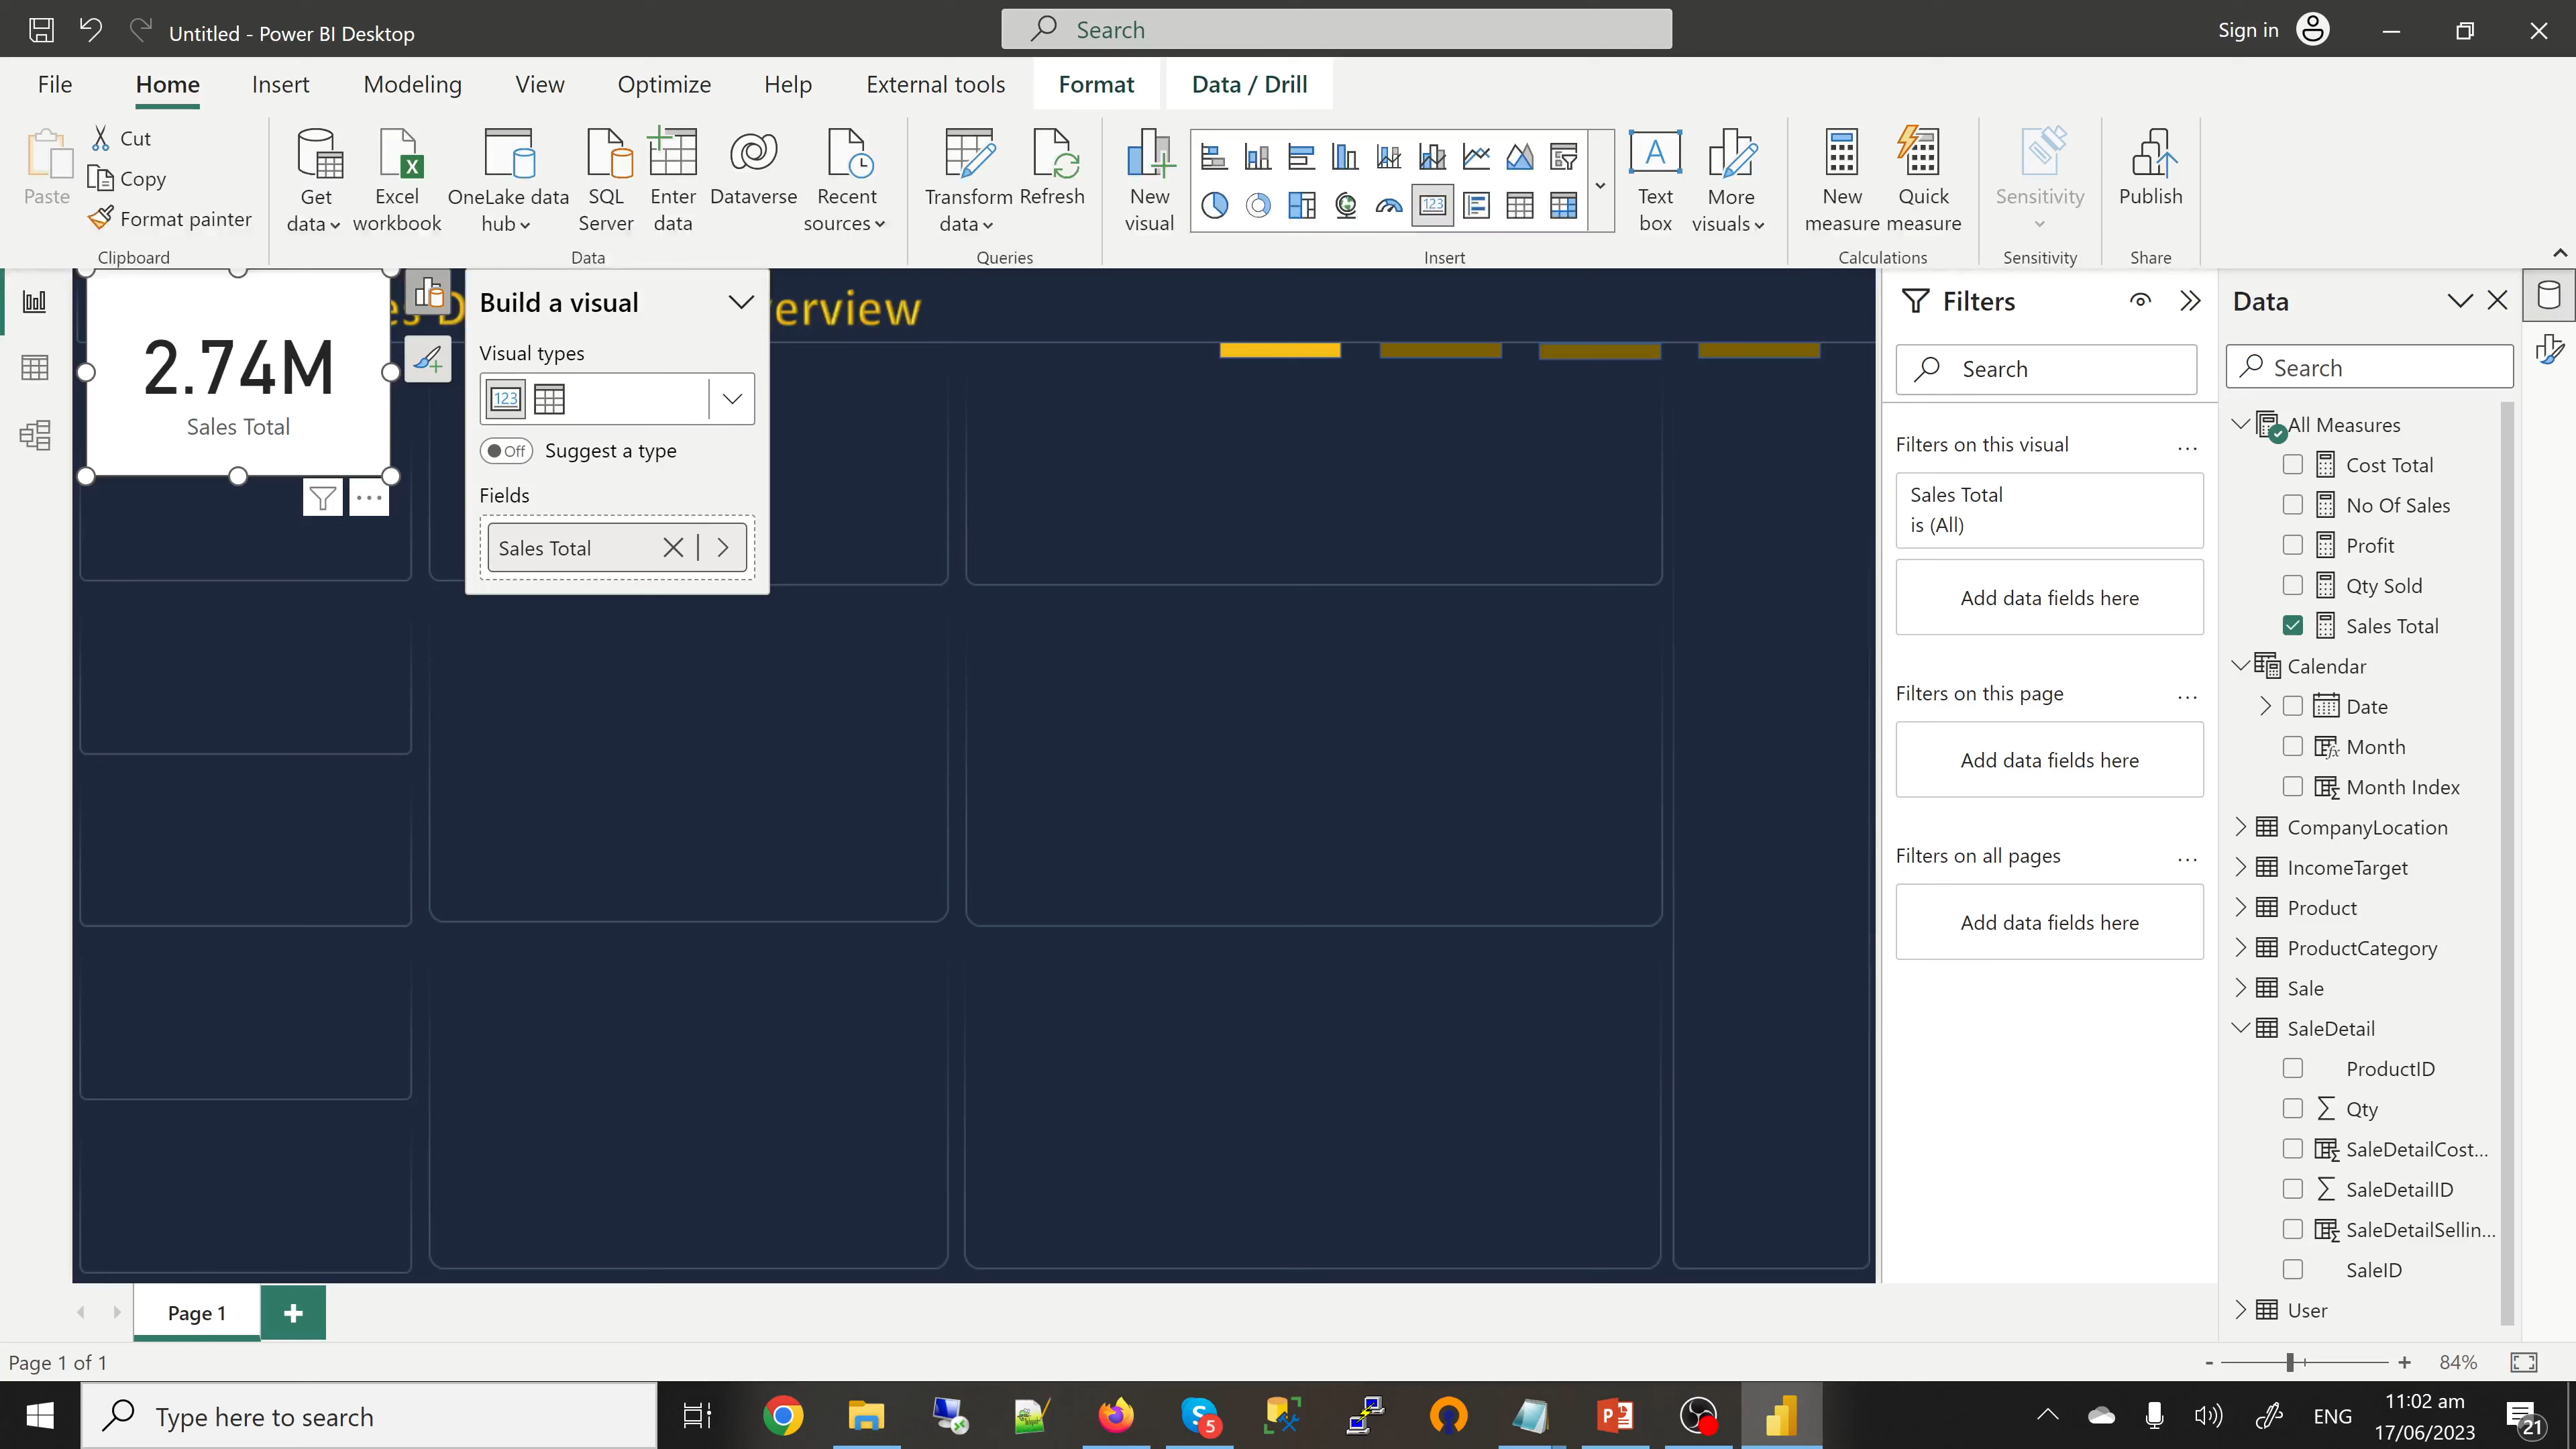 Untitled - Power BI Desktop
Search
Sign in
File
Home
Insert
Modeling
View
Optimize
Help
External tools
Format
Data / Drill
Paste
Cut
Copy
Format painter
Clipboard
Get data
Excel workbook
OneLake data hub
SQL Server
Enter data
Dataverse
Recent sources
Data
Transform data
Refresh
Queries
New visual
Text box
More visuals
Insert
New measure
Quick measure
Calculations
Sensitivity
Sensitivity
Publish
Share
2.74M
Sales Total
Build a visual
erview
Visual types
123
Off
Suggest a type
Fields
Sales Total
Filters
Search
Filters on this visual
Sales Total
is (All)
Add data fields here
Filters on this page
Add data fields here
Filters on all pages
Add data fields here
Data
Search
All Measures
Cost Total
No Of Sales
Profit
Qty Sold
Sales Total
Calendar
Date
Month
Month Index
CompanyLocation
IncomeTarget
Product
ProductCategory
Sale
SaleDetail
ProductID
Qty
SaleDetailCost...
SaleDetailID
SaleDetailSellin...
SaleID
User
Page 1
Page 1 of 1
- + 84%
Type here to search
5
ENG
11:02 am
17/06/2023
21